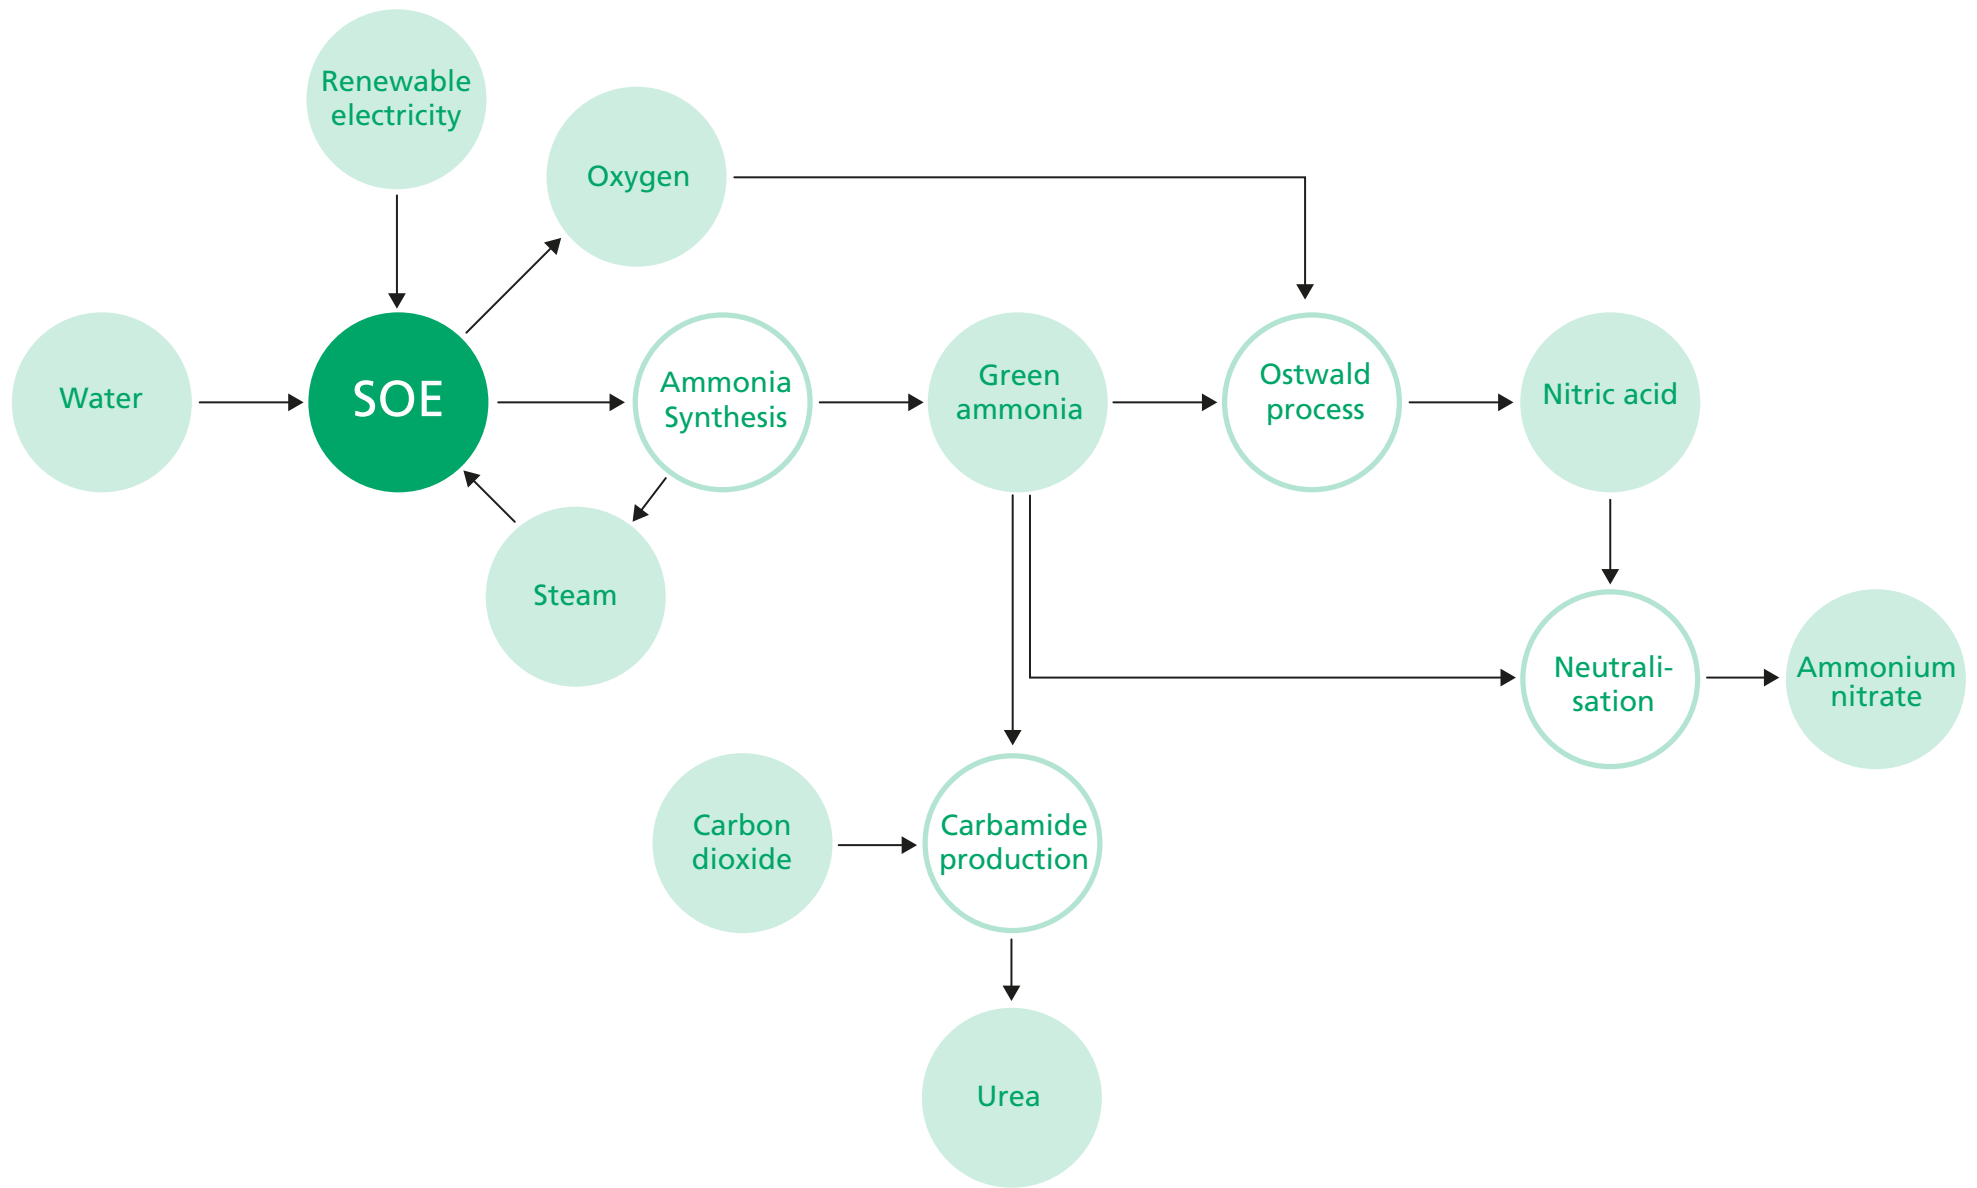 Renewable
electricity
Oxygen
Water
SOE
Ammonia
Synthesis
Green
ammonia
Ostwald
process
Nitric acid
Steam
Neutrali-
sation
Ammonium
nitrate
Carbon
dioxide
Carbamide
production
Urea